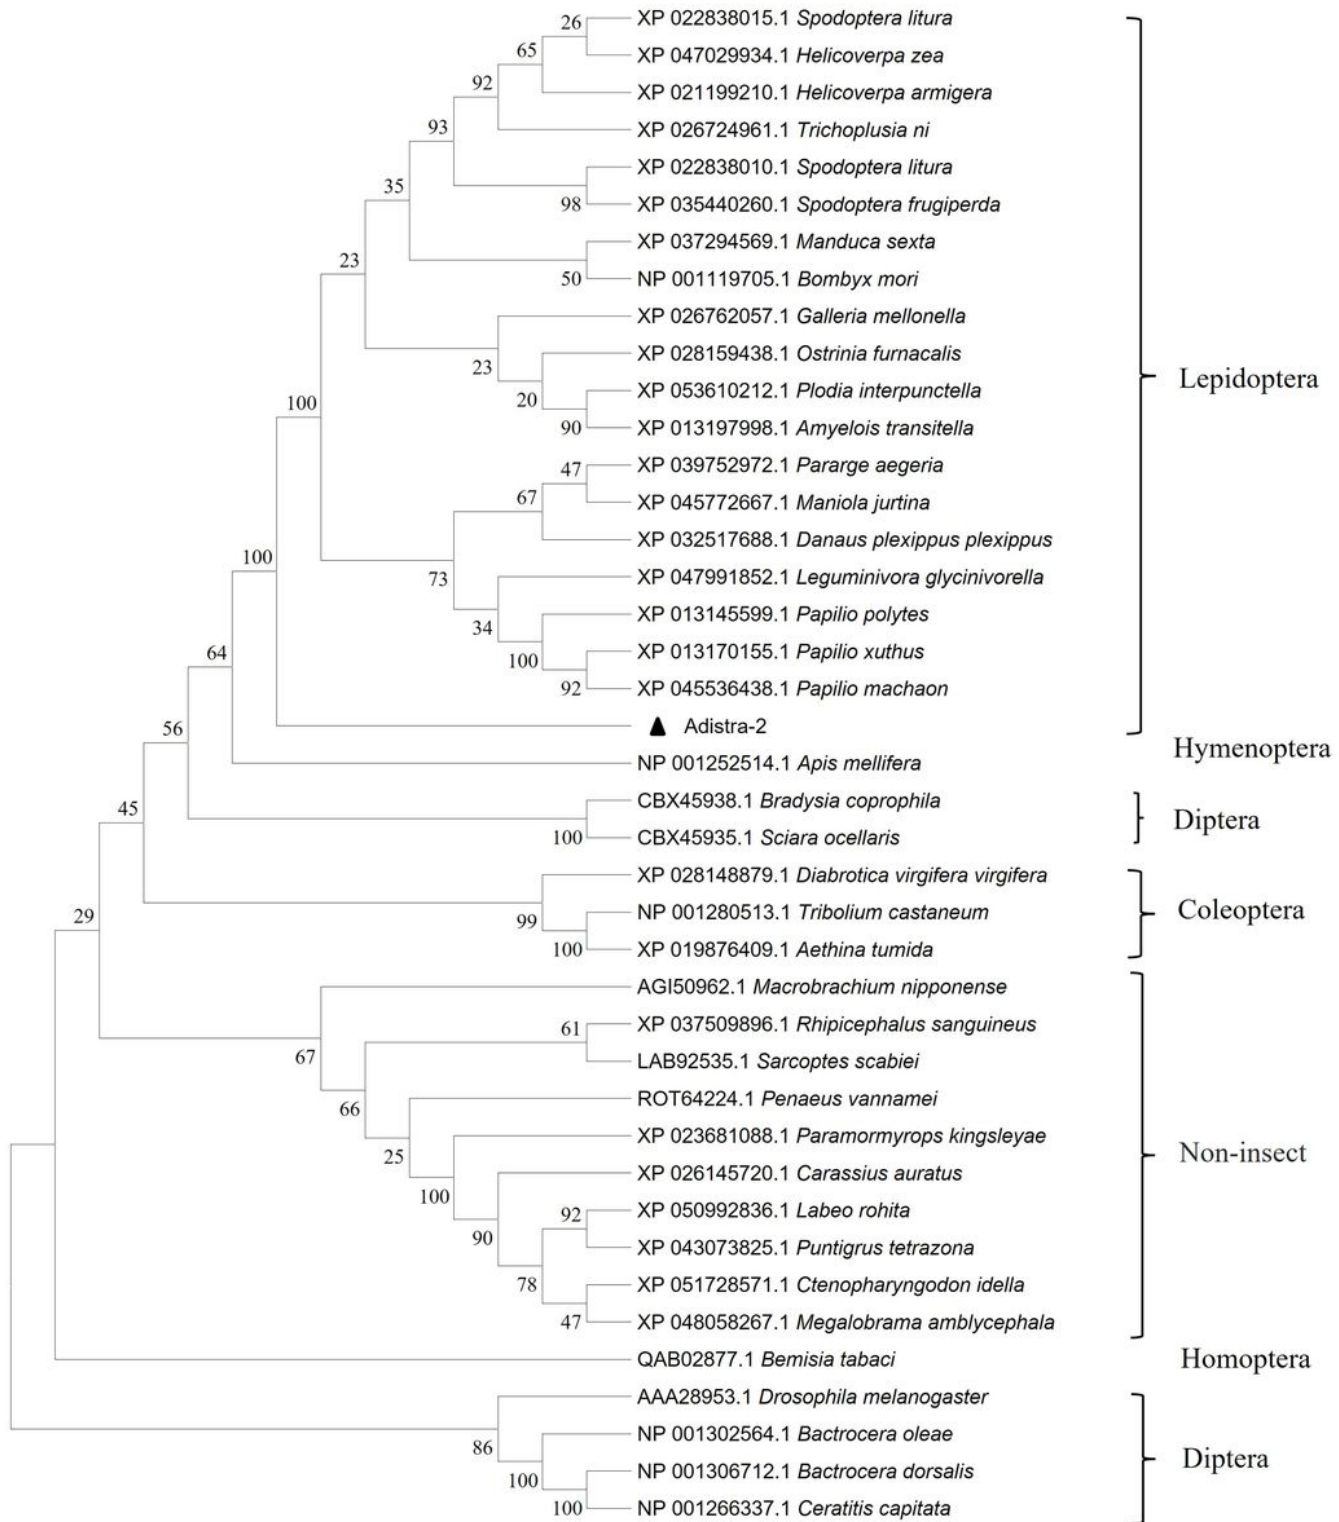 26 XP 022838015.1 Spodoptera litura
65 XP 047029934.1 Helicoverpa zea
92 XP 021199210.1 Helicoverpa armigera
93 XP 026724961.1 Trichoplusia ni
XP 022838010.1 Spodoptera litura
35 98 XP 035440260.1 Spodoptera frugiperda
XP 037294569.1 Manduca sexta
23 50 NP 001119705.1 Bombyx mori
XP 026762057.1 Galleria mellonella
23 XP 028159438.1 Ostrinia furnacalis
Lepidoptera
100 20 XP 053610212.1 Plodia interpunctella
90 XP 013197998.1 Amyelois transitella
47 XP 039752972.1 Pararge aegeria
67 XP 045772667.1 Maniola jurtina
100 XP 032517688.1 Danaus plexippus plexippus
73 XP 047991852.1 Leguminivora glycinivorella
34 XP 013145599.1 Papilio polytes
64 100 XP 013170155.1 Papilio xuthus
92 XP 045536438.1 Papilio machaon
56 Adistra-2
Hymenoptera
NP 001252514.1 Apis mellifera
45 CBX45938.1 Bradysia coprophila
Diptera
100 CBX45935.1 Sciara ocellaris
XP 028148879.1 Diabrotica virgifera virgifera
29 99 NP 001280513.1 Tribolium castaneum Coleoptera
100 XP 019876409.1 Aethina tumida
AGI50962.1 Macrobrachium nipponense
61 XP 037509896.1 Rhipicephalus sanguineus
67 LAB92535.1 Sarcoptes scabiei
66 ROT64224.1 Penaeus vannamei
XP 023681088.1 Paramormyrops kingsleyae
25 Non-insect
100 XP 026145720.1 Carassius auratus
92 XP 050992836.1 Labeo rohita
90 XP 043073825.1 Puntigrus tetrazona
78 XP 051728571.1 Ctenopharyngodon idella
47 XP 048058267.1 Megalobrama amblycephala
QAB02877.1 Bemisia tabaci Homoptera
AAA28953.1 Drosophila melanogaster
86 NP 001302564.1 Bactrocera oleae
Diptera
100 NP 001306712.1 Bactrocera dorsalis
100 NP 001266337.1 Ceratitis capitata